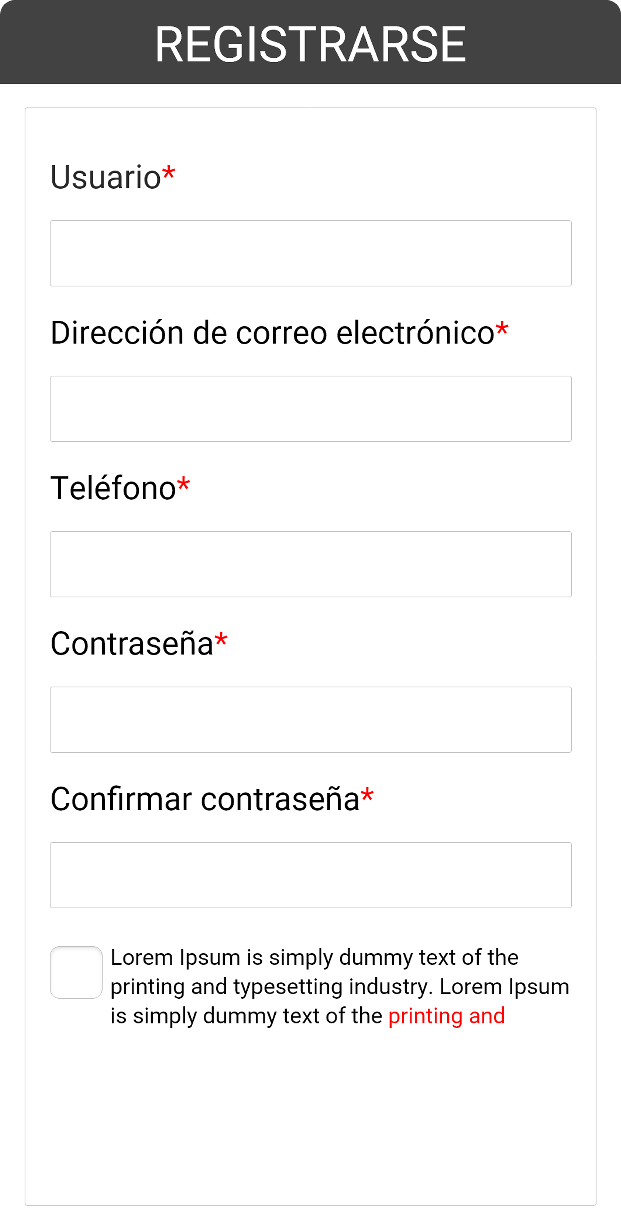 REGISTRARSE
Usuario*
Dirección de correo electrónico*
Teléfono*
Contraseña*
Confirmar contraseña*
Lorem Ipsum is simply dummy text of the
printing and typesetting industry. Lorem Ipsum
is simply dummy text of the printing and